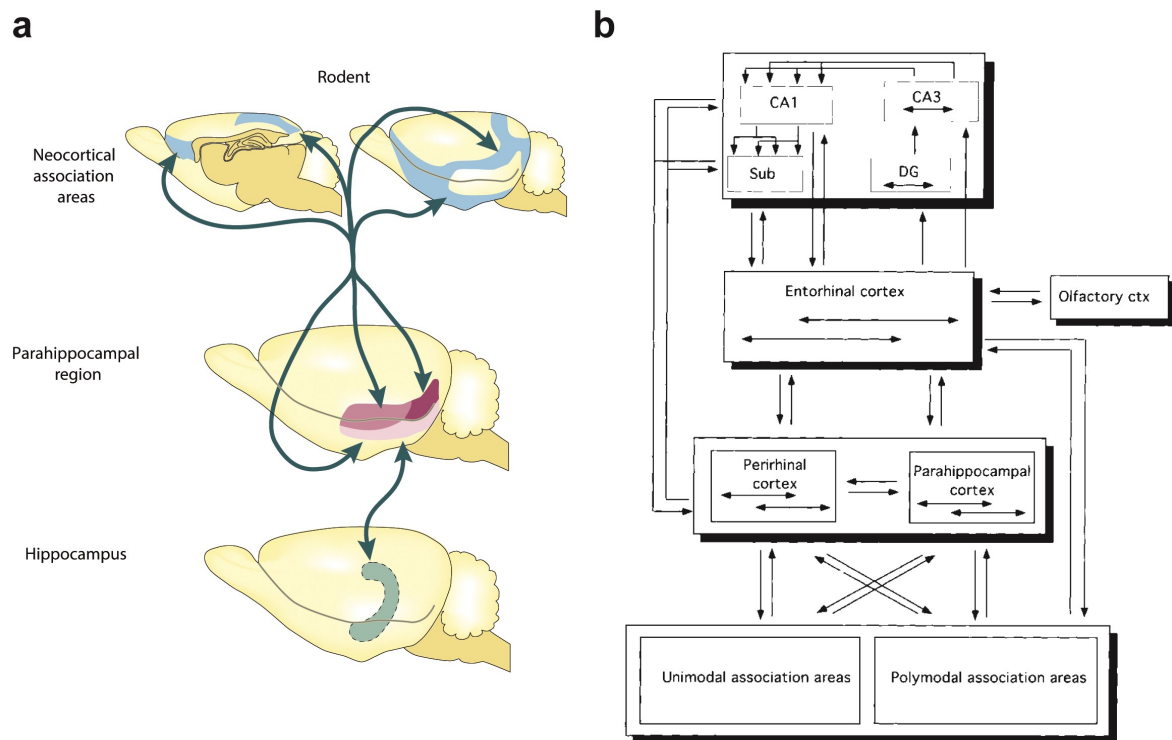 a
Rodent
Neocortical
association
areas
Parahippocampal
region
Hippocampus
b
CA1
CA3
Sub
DG
Entorhinal cortex
Olfactory ctx
Perirhinal
cortex
Parahippocampal
cortex
Unimodal association areas
Polymodal association areas